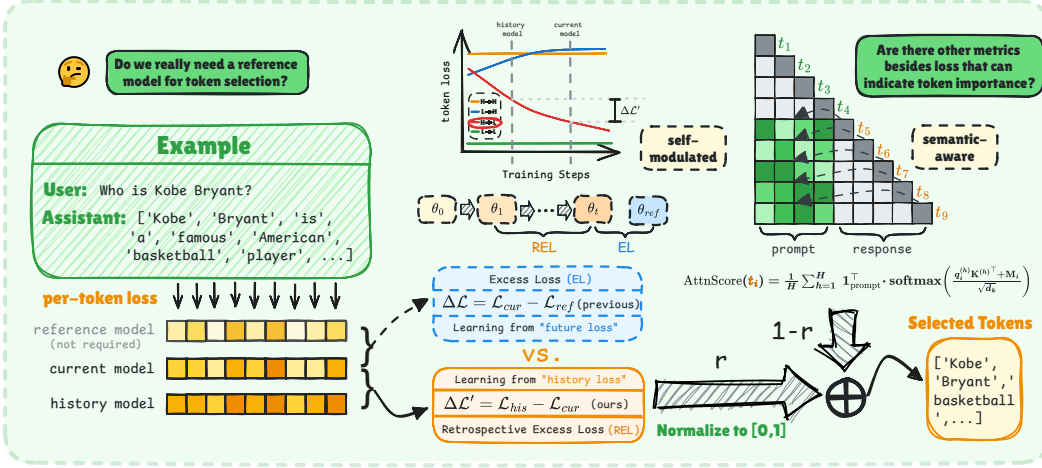 Do we really need a reference
model for token selection?
Example
User: Who is Kobe Bryant?
Assistant: ['Kobe', 'Bryant', 'is',
'a', 'famous', 'American',
'basketball', 'player', ...]
per-token loss
reference model
(not required)
current model
history model
history
model
current
model
token loss
H→H
L→H
H→L
L→L
Δℒ′
Training Steps
self-
modulated
θ₀
θ₁
θₜ
θref
REL
EL
Excess Loss (EL)
Δℒ = ℒcur − ℒref (previous)
Learning from "future loss"
VS.
Learning from "history loss"
Δℒ′ = ℒhis − ℒcur (ours)
Retrospective Excess Loss (REL)
Are there other metrics
besides loss that can
indicate token importance?
t₁
t₂
t₃
t₄
t₅
t₆
t₇
t₈
t₉
semantic-
aware
prompt
response
AttnScore(tᵢ) = 1/H ∑ᴴₕ₌₁ 1⊤prompt · softmax(qᵢ⁽ʰ⁾K⁽ʰ⁾⊤+Mᵢ / √dₖ)
r
1-r
Normalize to [0,1]
Selected Tokens
['Kobe',
'Bryant','
basketball
',...]